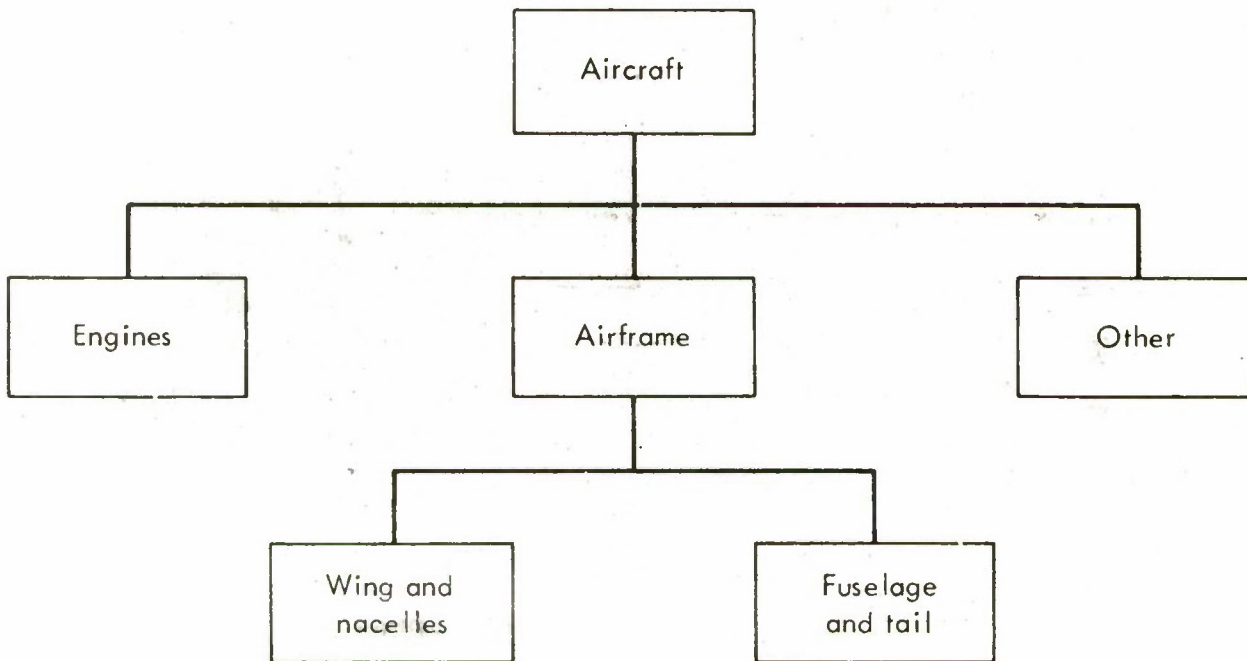 Aircraft
Engines
Airframe
Other
Wing and
nacelles
Fuselage
and tail